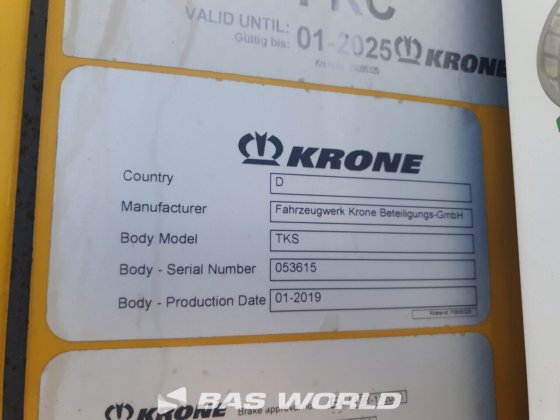 VALID UNTIL:
Gültig bis: 01-2025 KRONE
KRONE
Country D
Manufacturer Fahrzeugwerk Krone Beteiligungs-GmbH
Body Model TKS
Body - Serial Number 053615
Body - Production Date 01-2019
KRONE
BAS WORLD